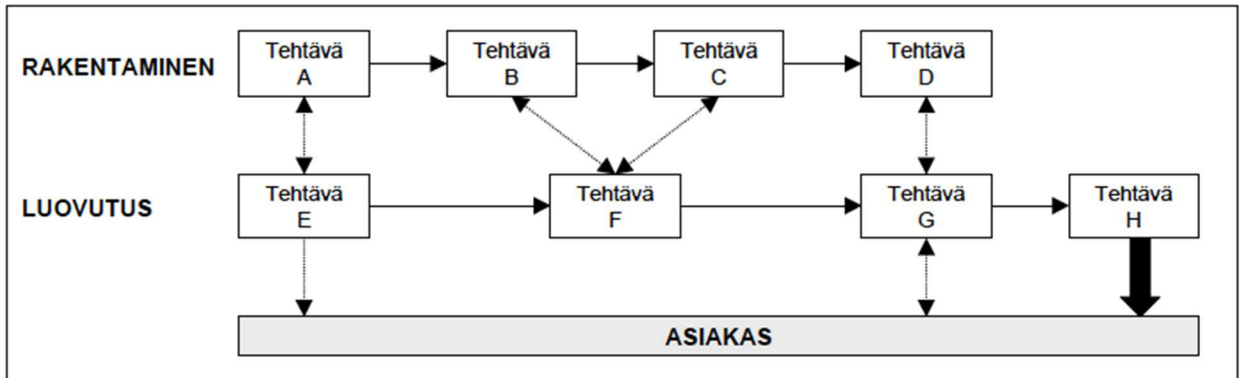 RAKENTAMINEN
Tehtävä
A
Tehtävä
B
Tehtävä
C
Tehtävä
D
LUOVUTUS
Tehtävä
E
Tehtävä
F
Tehtävä
G
Tehtävä
H
ASIAKAS